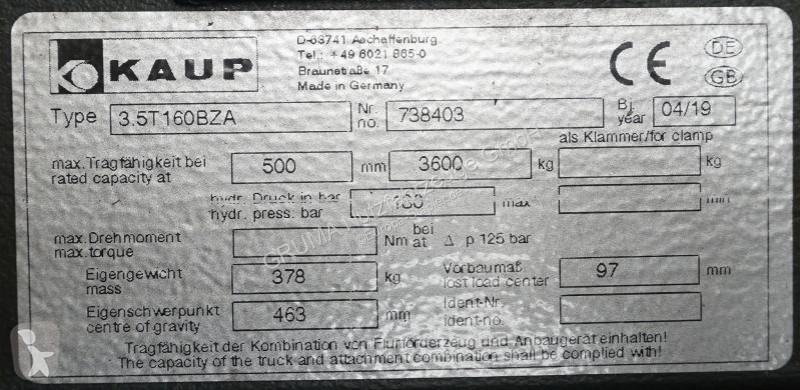 KAUP
D-63741 Aschaffenburg
Tel.: +49 6021 865-0
Braunstraße 17
Made in Germany
CE
DE
GB
Type 3.5T160BZA Nr. no. 738403 Bj. year 04/19
als Klammer/for clamp
max.Tragfähigkeit bei
rated capacity at 500 mm 3600 kg kg
hydr. Druck in bar
hydr. press. bar max
max.Drehmoment
max.torque Nm bei at Δ p 125 bar
Eigengewicht
mass 378 kg Vorbaumaß
lost load center 97 mm
Eigenschwerpunkt
centre of gravity 463 mm Ident-Nr.
Ident-no.
Tragfähigkeit der Kombination von Flurförderzeug und Anbaugerät einhalten!
The capacity of the truck and attachment combination shall be complied with!